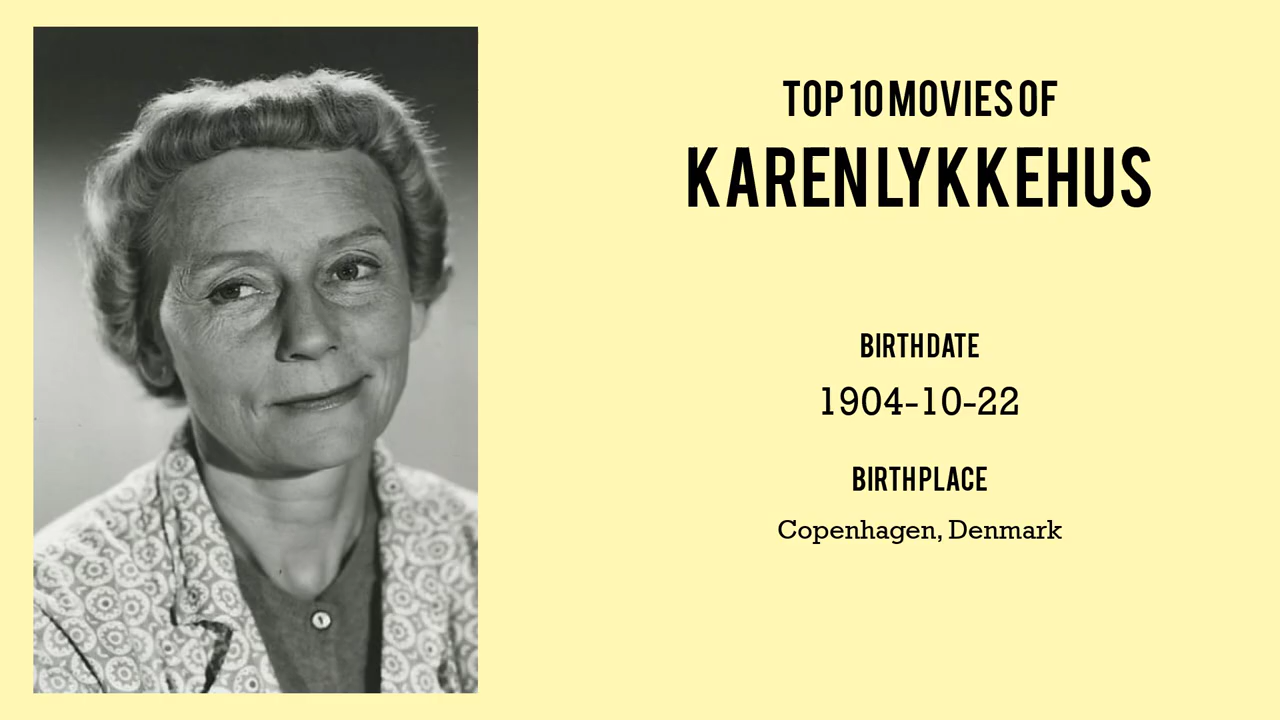 TOP 10 MOVIES OF
KAREN LYKKEHUS
BIRTHDATE
1904-10-22
BIRTHPLACE
Copenhagen, Denmark